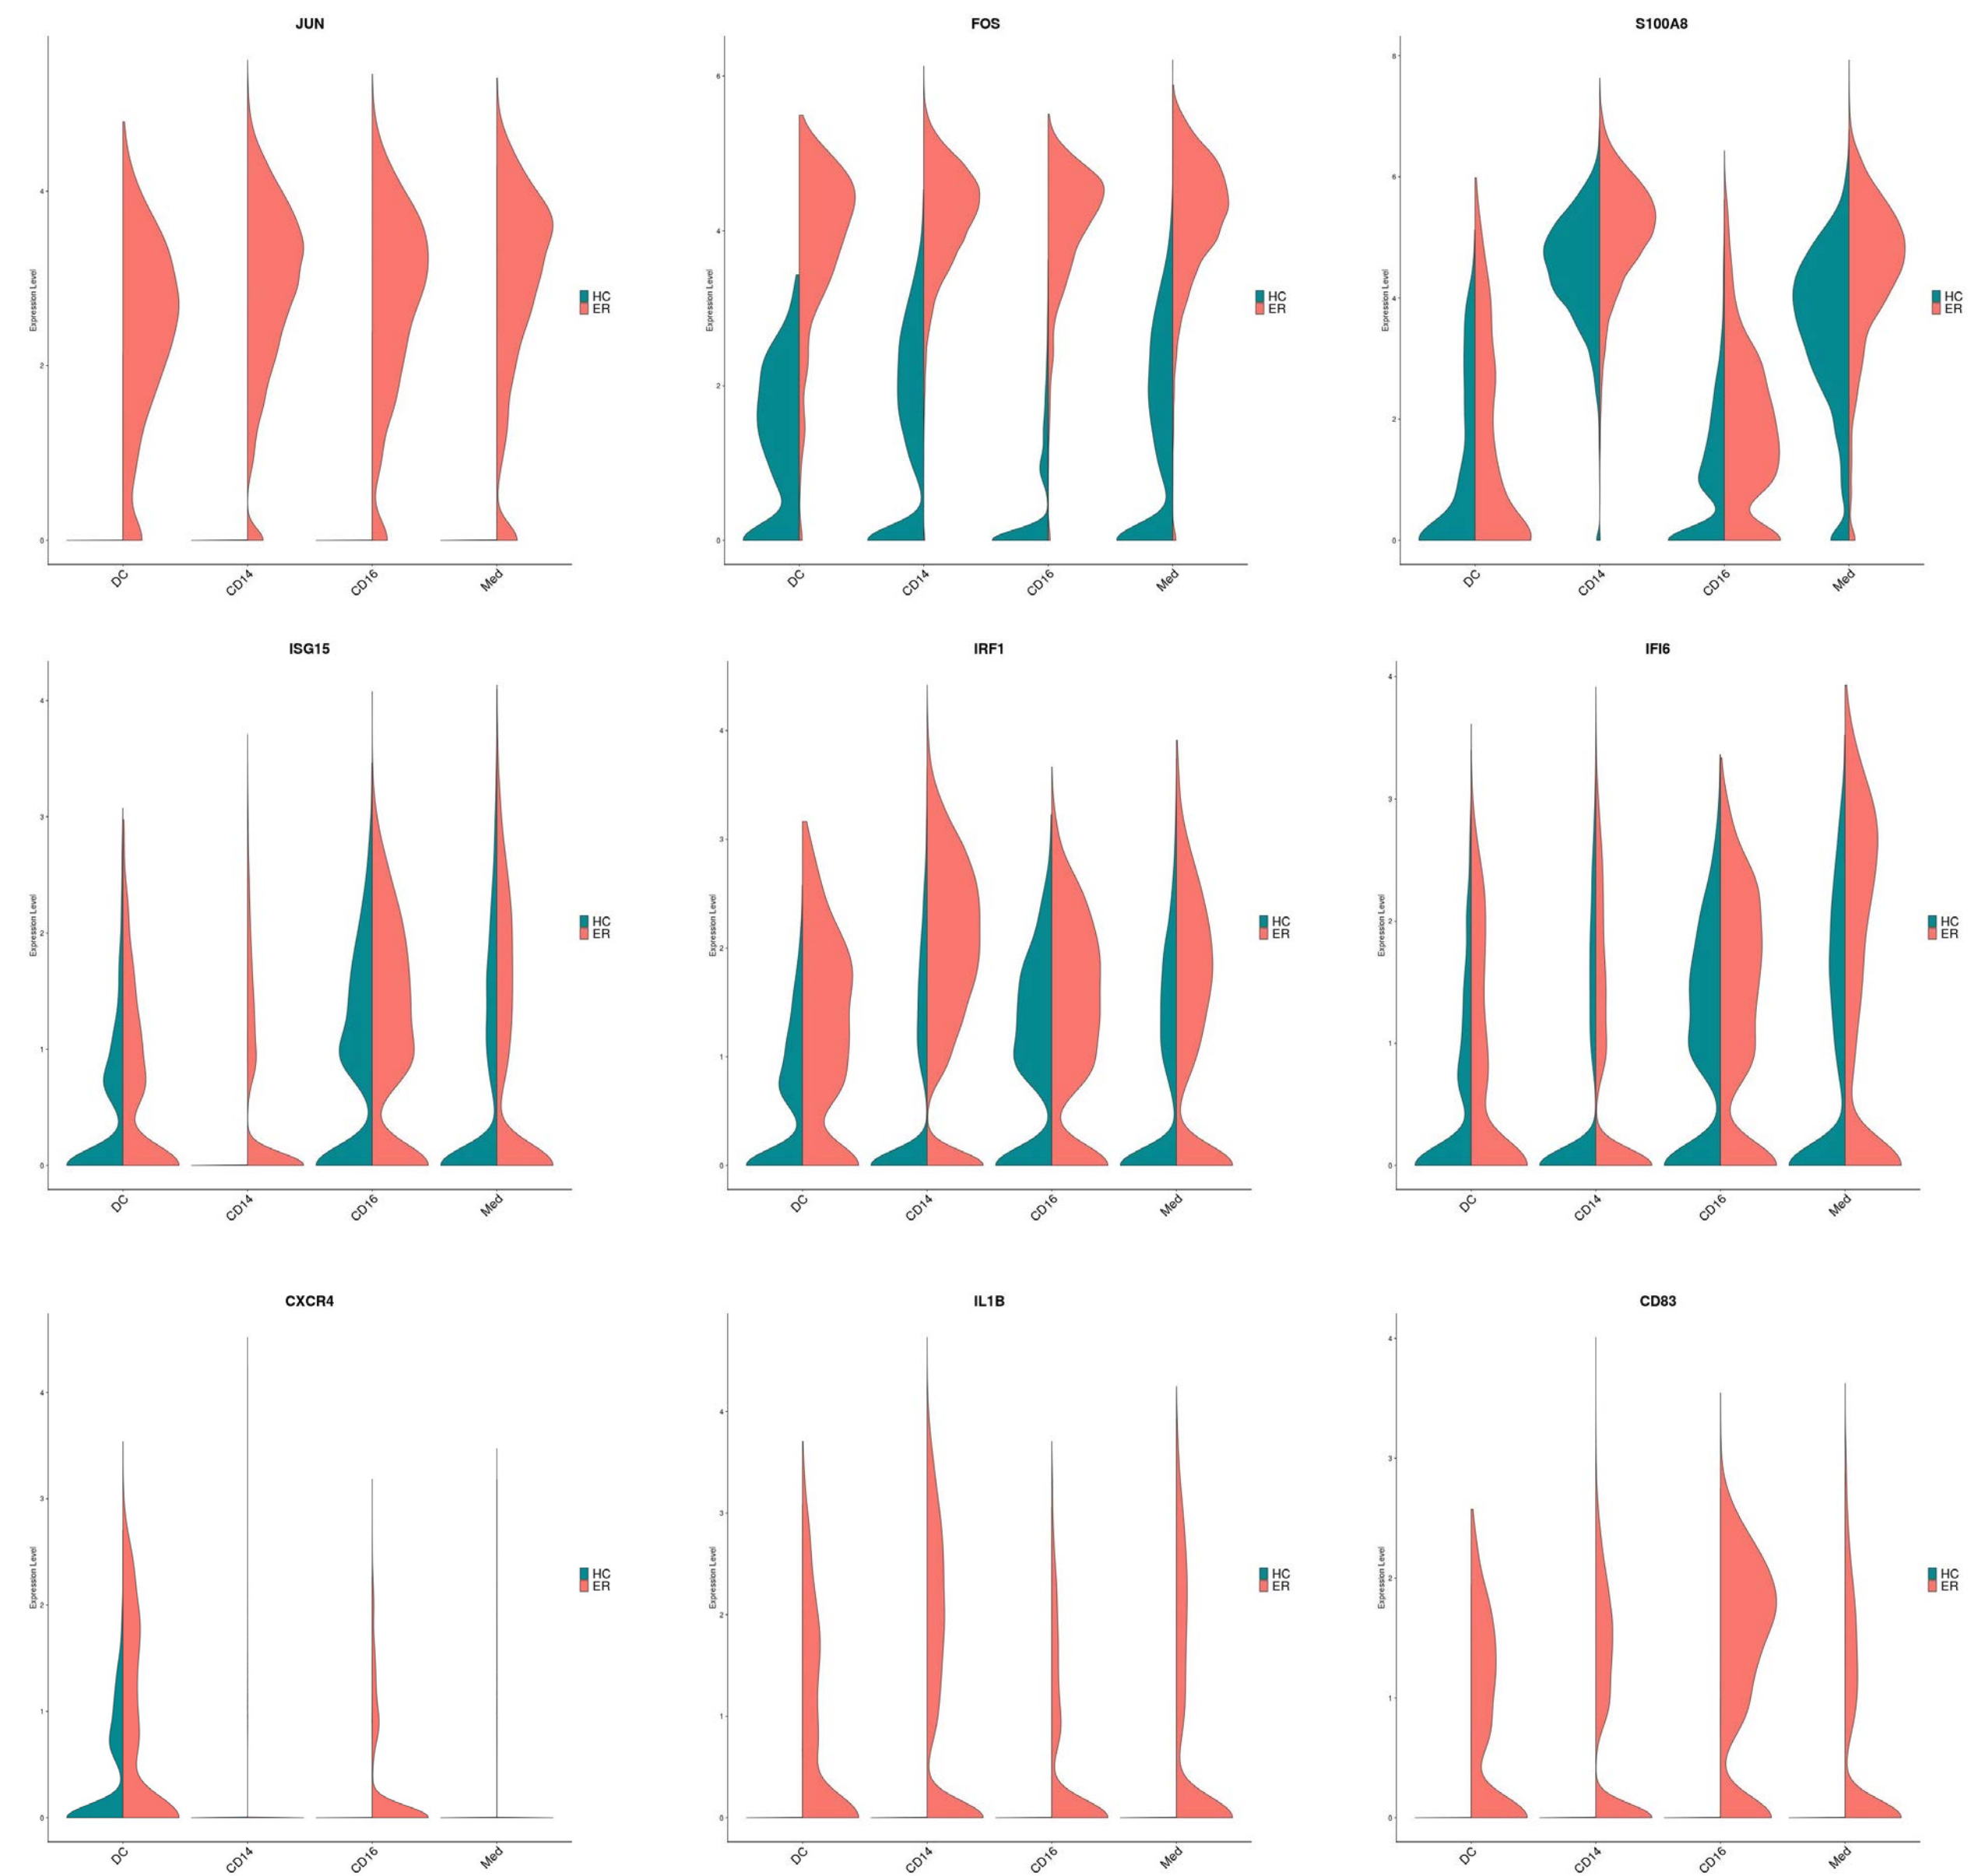 JUN
Expression Level
4
2
0
DC
CD14
CD16
Med
HC
ER
FOS
Expression Level
6
4
2
0
DC
CD14
CD16
Med
HC
ER
S100A8
Expression Level
8
6
4
2
0
DC
CD14
CD16
Med
HC
ER
ISG15
Expression Level
4
3
2
1
0
DC
CD14
CD16
Med
HC
ER
IRF1
Expression Level
4
3
2
1
0
DC
CD14
CD16
Med
HC
ER
IFI6
Expression Level
4
3
2
1
0
DC
CD14
CD16
Med
HC
ER
CXCR4
Expression Level
4
3
2
1
0
DC
CD14
CD16
Med
HC
ER
IL1B
Expression Level
4
3
2
1
0
DC
CD14
CD16
Med
HC
ER
CD83
Expression Level
4
3
2
1
0
DC
CD14
CD16
Med
HC
ER